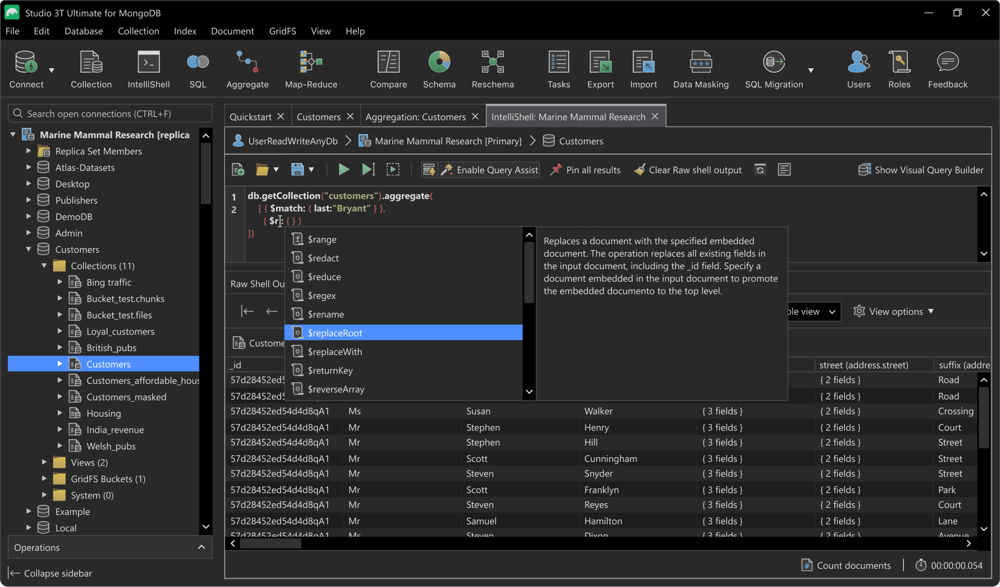 Studio 3T Ultimate for MongoDB
File Edit Database Collection Index Document GridFS View Help
Connect Collection IntelliShell SQL Aggregate Map-Reduce Compare Schema Reschema Tasks Export Import Data Masking SQL Migration Users Roles Feedback
Search open connections (CTRL+F)
Marine Mammal Research [replica
Replica Set Members
Atlas-Datasets
Desktop
Publishers
DemoDB
Admin
Customers
Collections (11)
Bing traffic
Bucket_test.chunks
Bucket_test.files
Loyal_customers
British_pubs
Customers
Customers_affordable_hous
Customers_masked
Housing
India_revenue
Welsh_pubs
Views (2)
GridFS Buckets (1)
System (0)
Example
Local
Operations
Collapse sidebar
Quickstart Customers Aggregation: Customers IntelliShell: Marine Mammal Research
UserReadWriteAnyDb Marine Mammal Research [Primary] Customers
Enable Query Assist Pin all results Clear Raw shell output Show Visual Query Builder
1 db.getCollection("customers").aggregate(
2 [ { $match: { last:"Bryant" } },
{ $r: { } }
])
$range
$redact
$reduce
$regex
$rename
$replaceRoot
$replaceWith
$returnKey
$reverseArray
Replaces a document with the specified embedded
document. The operation replaces all existing fields in
the input document, including the _id field. Specify a
document embedded in the input document to promote
the embedded documento to the top level.
Raw Shell Ou
ble view View options
Custome
_id street (address.street) suffix (addre
57d28452ed5 { 2 fields } Road
57d28452ed54d4d8qA1 { 2 fields } Road
57d28452ed54d4d8qA1 Ms Susan Walker { 3 fields } { 2 fields } Crossing
57d28452ed54d4d8qA1 Mr Stephen Henry { 3 fields } { 2 fields } Court
57d28452ed54d4d8qA1 Mr Stephen Hill { 3 fields } { 2 fields } Street
57d28452ed54d4d8qA1 Mr Scott Cunningham { 3 fields } { 2 fields } Street
57d28452ed54d4d8qA1 Mr Steven Snyder { 3 fields } { 2 fields } Street
57d28452ed54d4d8qA1 Mr Scott Franklyn { 3 fields } { 2 fields } Park
57d28452ed54d4d8qA1 Mr Steven Reyes { 3 fields } { 2 fields } Court
57d28452ed54d4d8qA1 Mr Samuel Hamilton { 3 fields } { 2 fields } Lane
57d28452ed54d4d8qA1 Ms Steven Dixon { 3 fields } { 2 fields } Avenue
Count documents 00:00:00.054